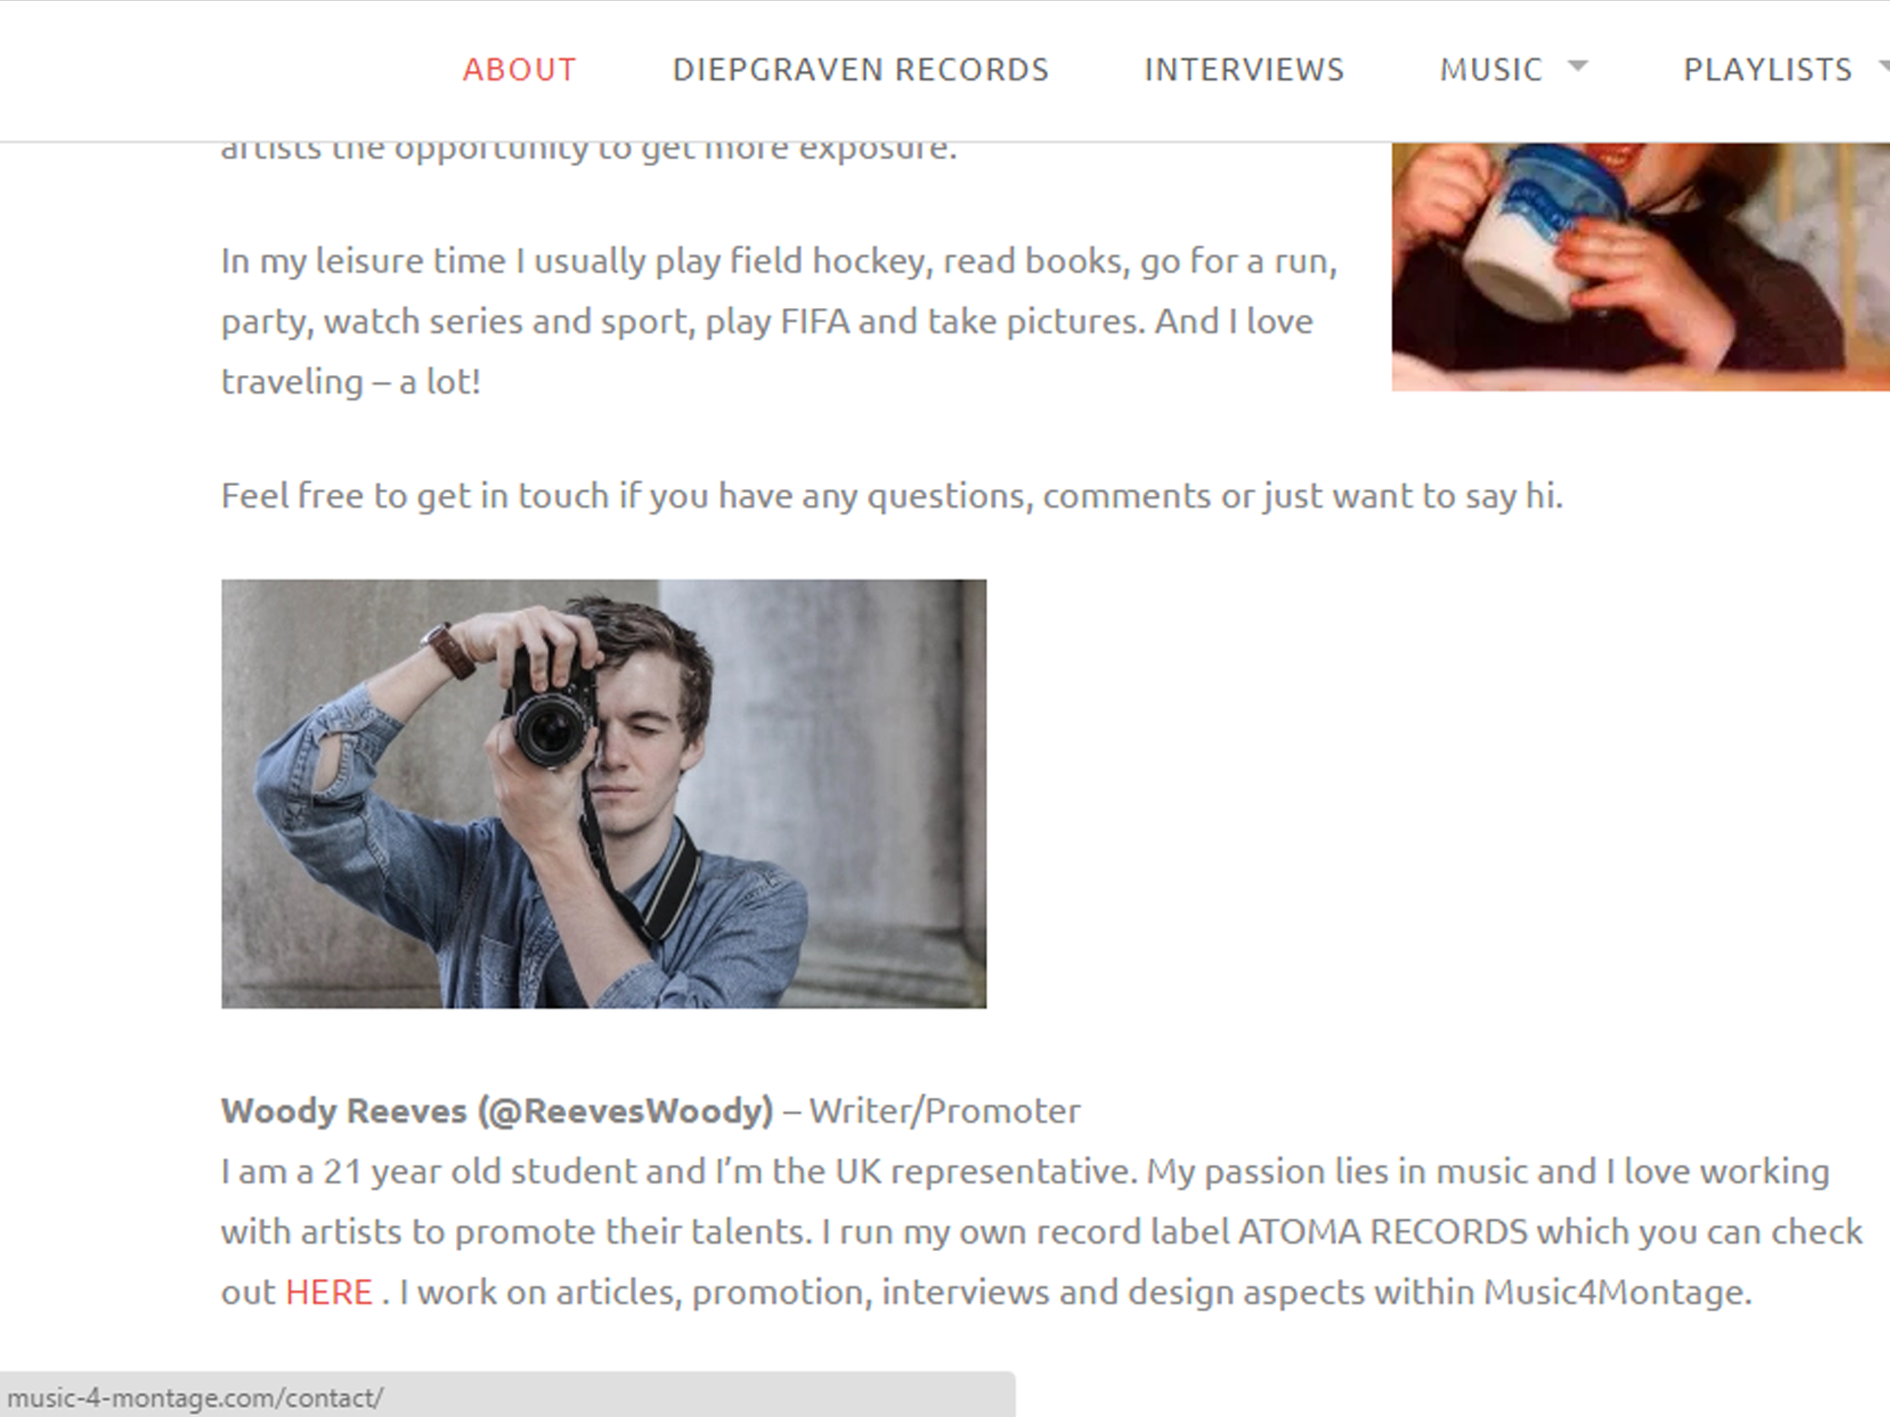 ABOUT DIEPGRAVEN RECORDS INTERVIEWS MUSIC PLAYLISTS
artists the opportunity to get more exposure.
In my leisure time I usually play field hockey, read books, go for a run,
party, watch series and sport, play FIFA and take pictures. And I love
traveling – a lot!
Feel free to get in touch if you have any questions, comments or just want to say hi.
Woody Reeves (@ReevesWoody) – Writer/Promoter
I am a 21 year old student and I’m the UK representative. My passion lies in music and I love working
with artists to promote their talents. I run my own record label ATOMA RECORDS which you can check
out HERE . I work on articles, promotion, interviews and design aspects within Music4Montage.
music-4-montage.com/contact/